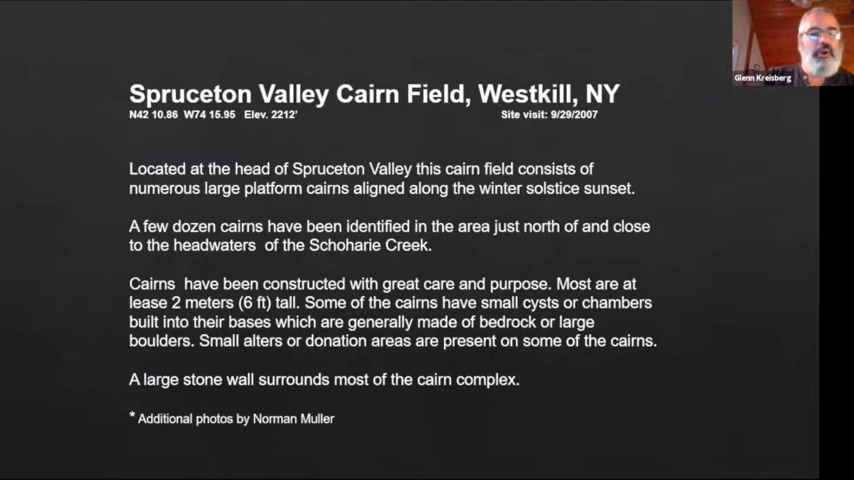 Spruceton Valley Cairn Field, Westkill, NY
N42 10.86 W74 15.95 Elev. 2212' Site visit: 9/29/2007
Located at the head of Spruceton Valley this cairn field consists of
numerous large platform cairns aligned along the winter solstice sunset.
A few dozen cairns have been identified in the area just north of and close
to the headwaters of the Schoharie Creek.
Cairns have been constructed with great care and purpose. Most are at
lease 2 meters (6 ft) tall. Some of the cairns have small cysts or chambers
built into their bases which are generally made of bedrock or large
boulders. Small alters or donation areas are present on some of the cairns.
A large stone wall surrounds most of the cairn complex.
* Additional photos by Norman Muller
Glenn Kreisberg